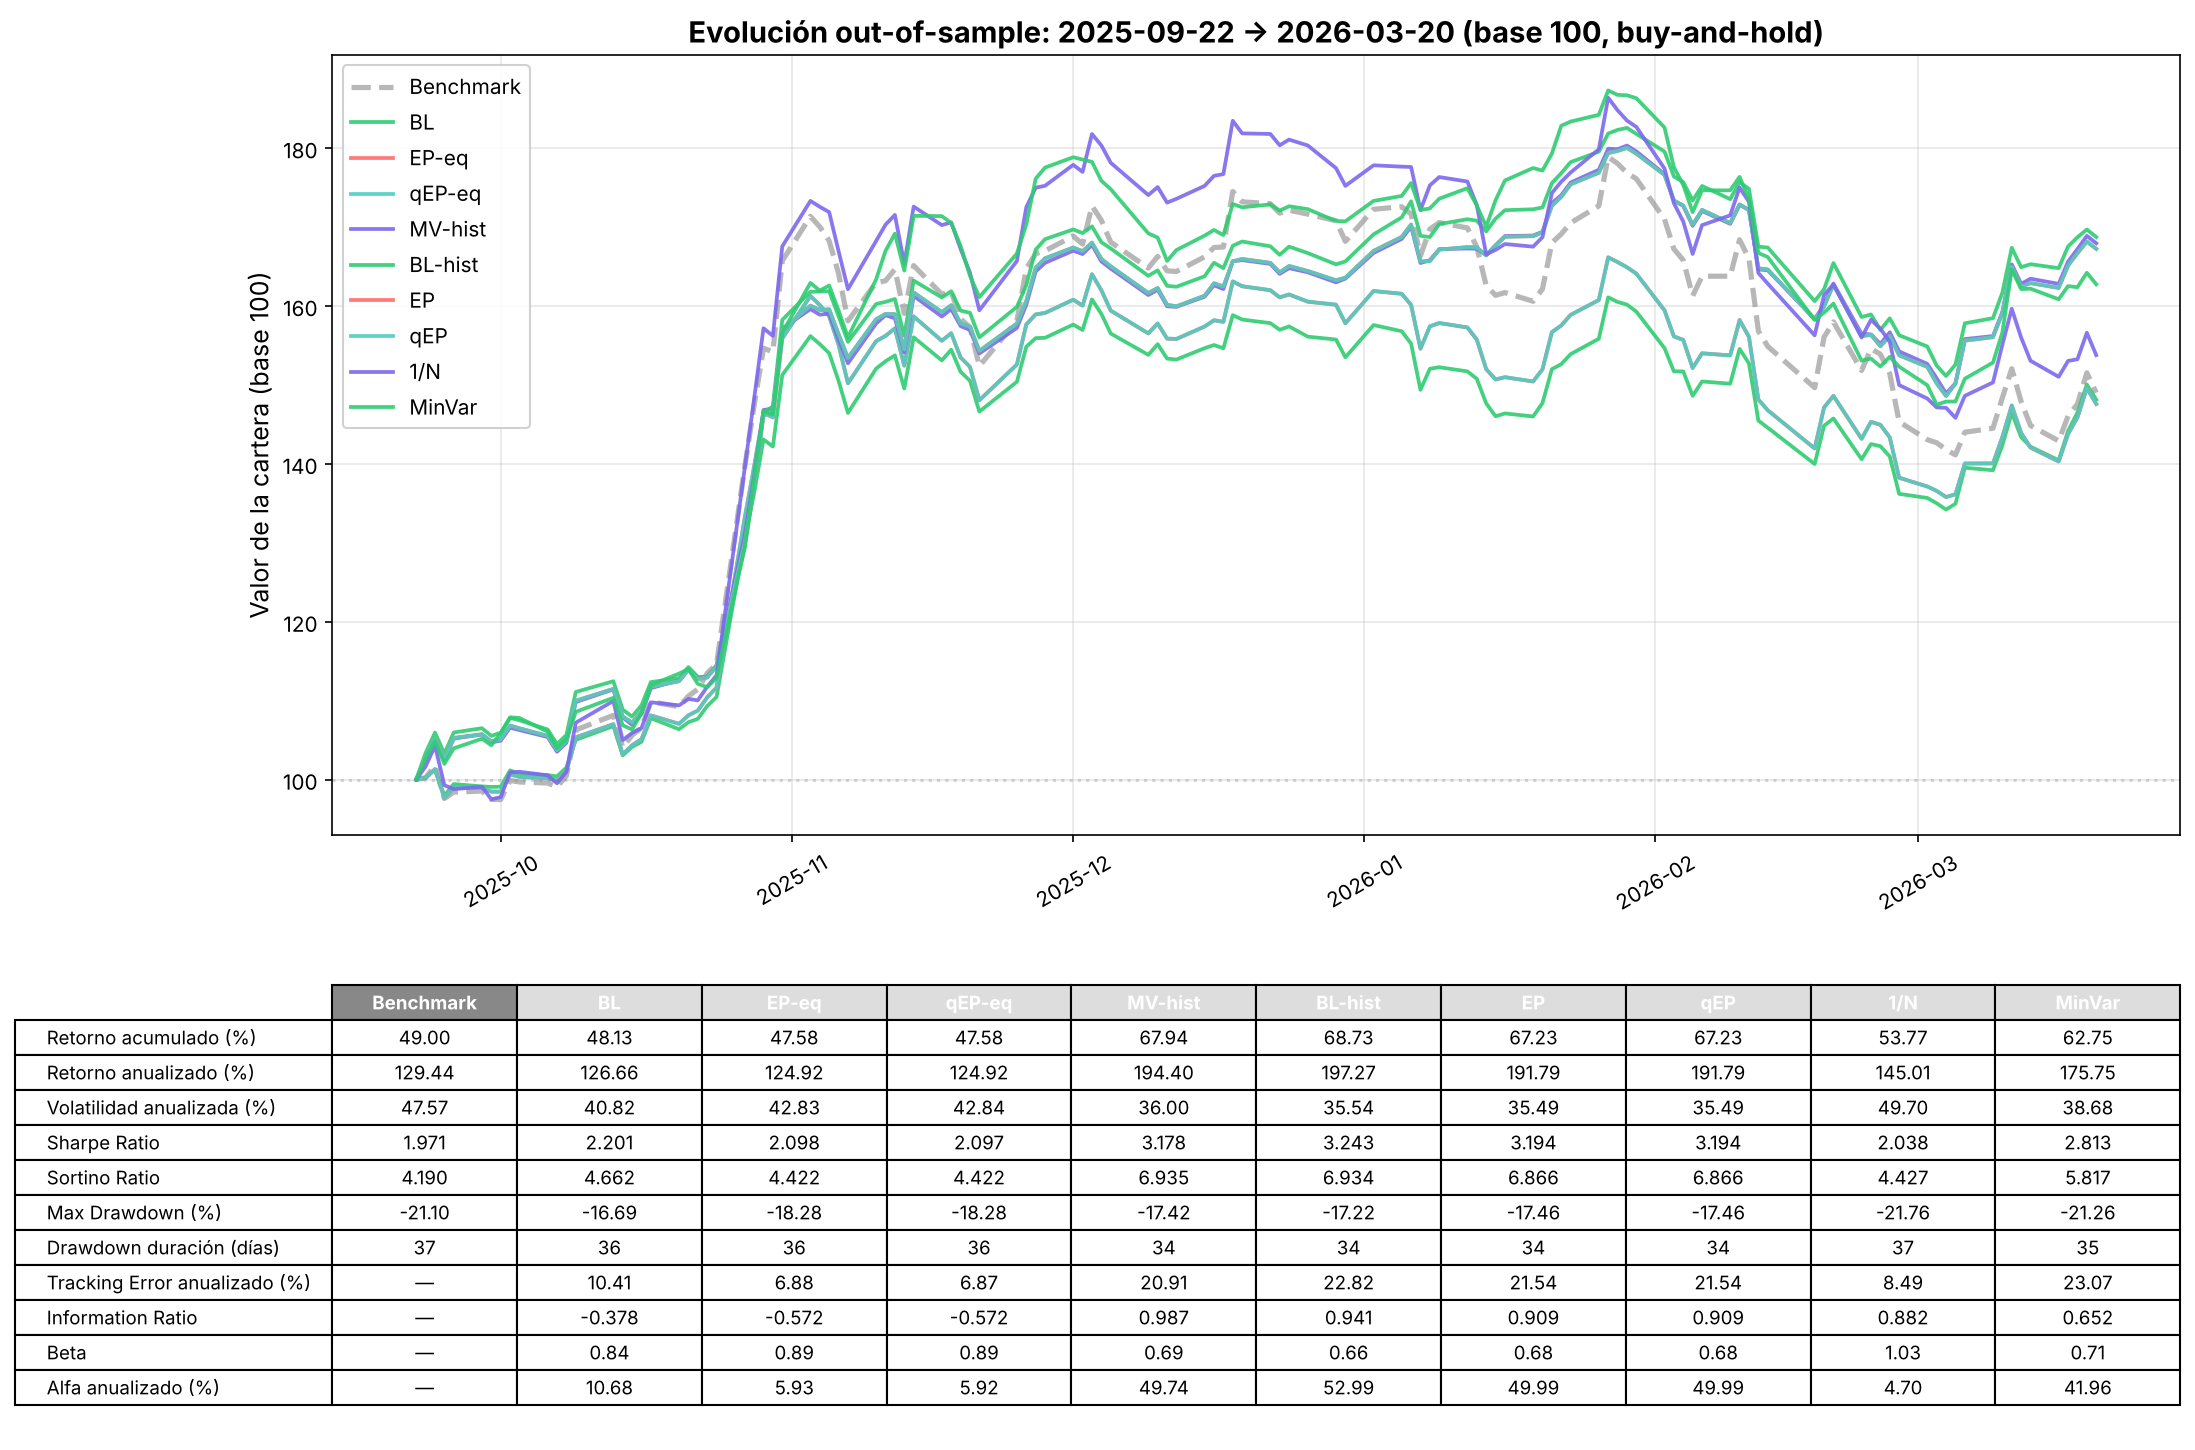 Evolución out-of-sample: 2025-09-22 → 2026-03-20 (base 100, buy-and-hold)
Benchmark
BL
EP-eq
qEP-eq
MV-hist
BL-hist
EP
qEP
1/N
MinVar
Valor de la cartera (base 100)
180
160
140
120
100
2025-10
2025-11
2025-12
2026-01
2026-02
2026-03
Benchmark BL EP-eq qEP-eq MV-hist BL-hist EP qEP 1/N MinVar
Retorno acumulado (%) 49.00 48.13 47.58 47.58 67.94 68.73 67.23 67.23 53.77 62.75
Retorno anualizado (%) 129.44 126.66 124.92 124.92 194.40 197.27 191.79 191.79 145.01 175.75
Volatilidad anualizada (%) 47.57 40.82 42.83 42.84 36.00 35.54 35.49 35.49 49.70 38.68
Sharpe Ratio 1.971 2.201 2.098 2.097 3.178 3.243 3.194 3.194 2.038 2.813
Sortino Ratio 4.190 4.662 4.422 4.422 6.935 6.934 6.866 6.866 4.427 5.817
Max Drawdown (%) -21.10 -16.69 -18.28 -18.28 -17.42 -17.22 -17.46 -17.46 -21.76 -21.26
Drawdown duración (días) 37 36 36 36 34 34 34 34 37 35
Tracking Error anualizado (%) — 10.41 6.88 6.87 20.91 22.82 21.54 21.54 8.49 23.07
Information Ratio — -0.378 -0.572 -0.572 0.987 0.941 0.909 0.909 0.882 0.652
Beta — 0.84 0.89 0.89 0.69 0.66 0.68 0.68 1.03 0.71
Alfa anualizado (%) — 10.68 5.93 5.92 49.74 52.99 49.99 49.99 4.70 41.96